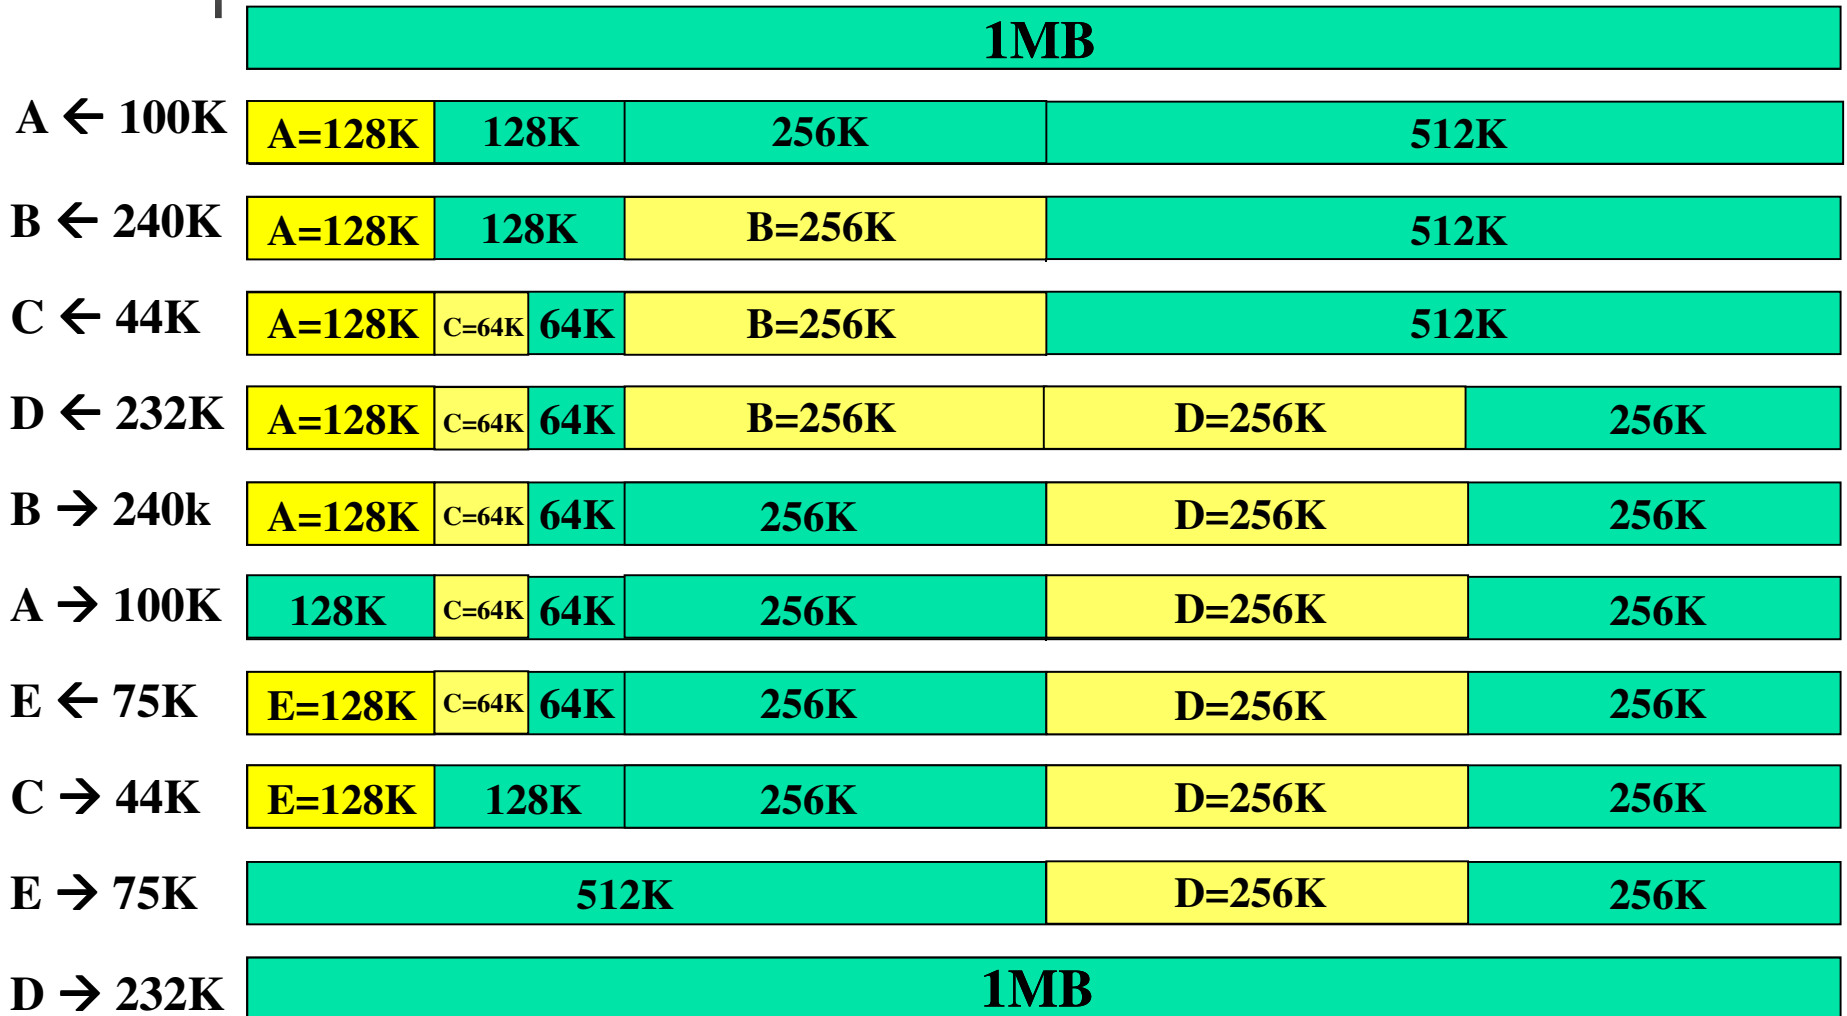 1MB
A ← 100K A=128K 128K 256K 512K
B ← 240K A=128K 128K B=256K 512K
C ← 44K A=128K C=64K 64K B=256K 512K
D ← 232K A=128K C=64K 64K B=256K D=256K 256K
B → 240k A=128K C=64K 64K 256K D=256K 256K
A → 100K 128K C=64K 64K 256K D=256K 256K
E ← 75K E=128K C=64K 64K 256K D=256K 256K
C → 44K E=128K 128K 256K D=256K 256K
E → 75K 512K D=256K 256K
D → 232K 1MB